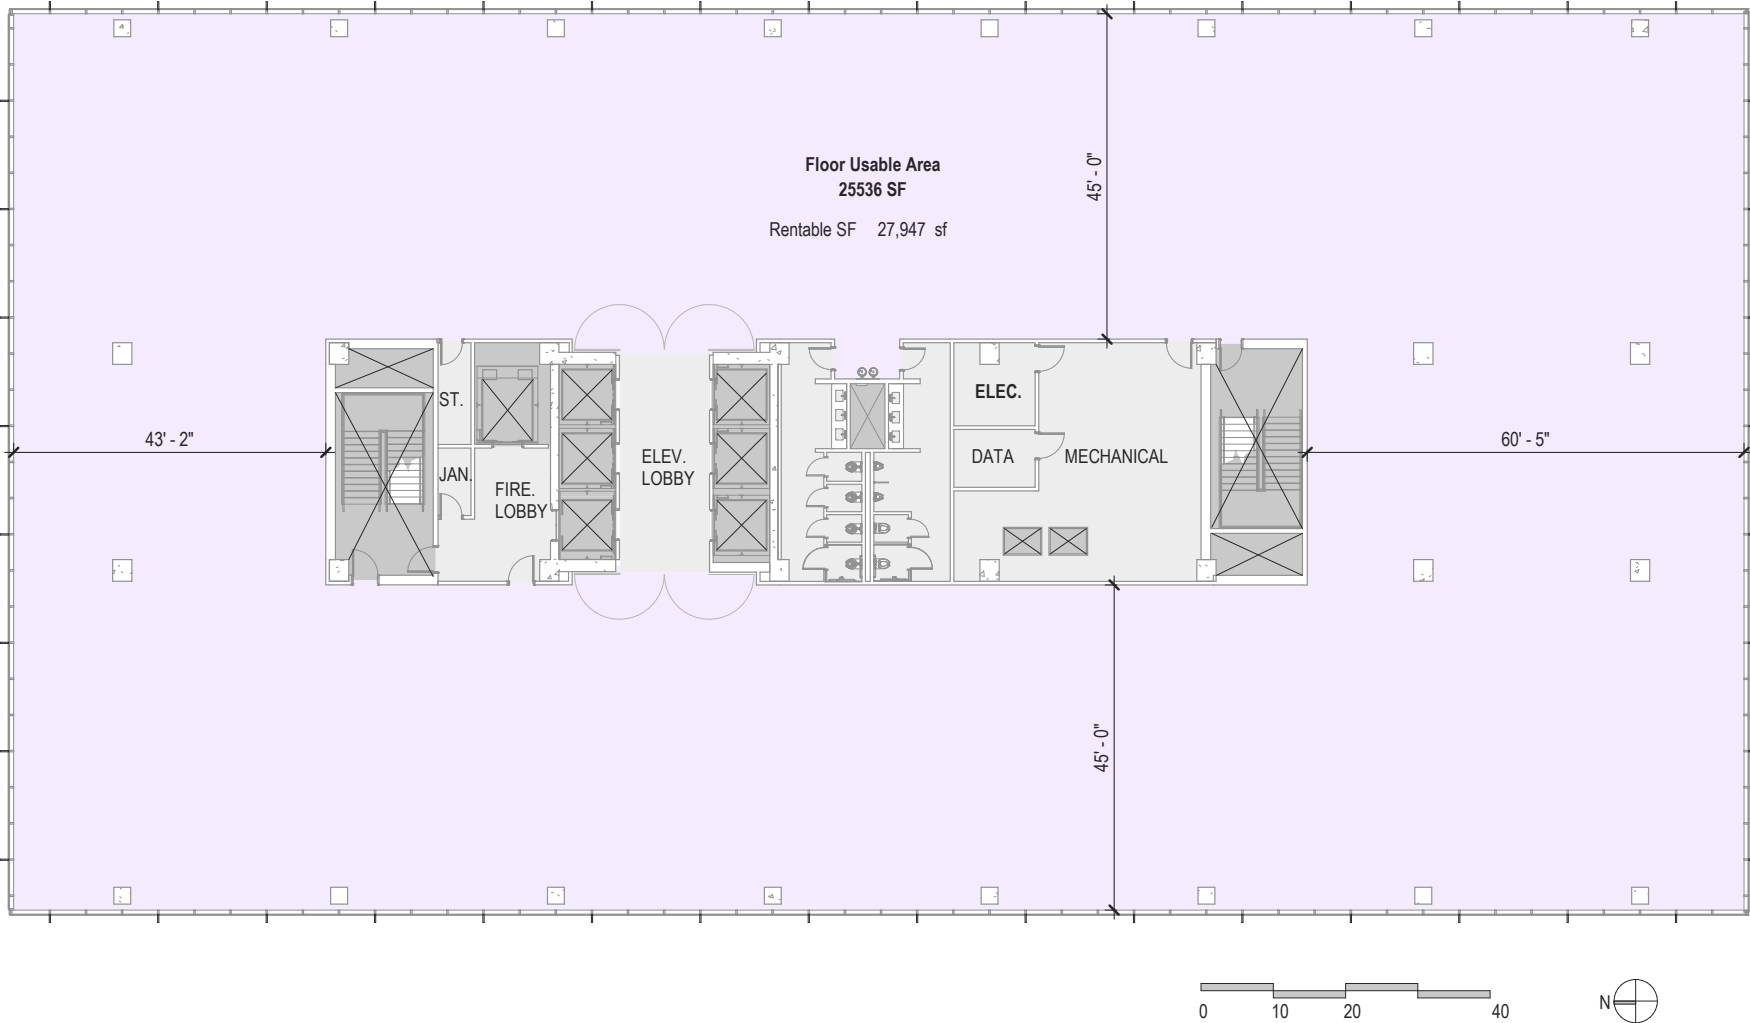 Floor Usable Area
25536 SF
Rentable SF 27,947 sf
45' - 0"
43' - 2"
60' - 5"
ST.
JAN.
FIRE.
LOBBY
ELEV.
LOBBY
ELEC.
DATA
MECHANICAL
45' - 0"
0 10 20 40
N